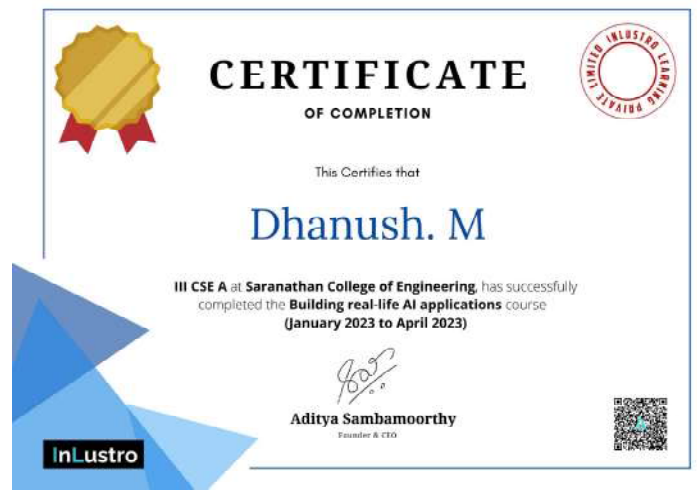 CERTIFICATE
OF COMPLETION
INLUSTRO LEARNING PRIVATE LIMITED
This Certifies that
Dhanush. M
III CSE A at Saranathan College of Engineering, has successfully
completed the Building real-life AI applications course
(January 2023 to April 2023)
Aditya Sambamoorthy
Founder & CEO
InLustro